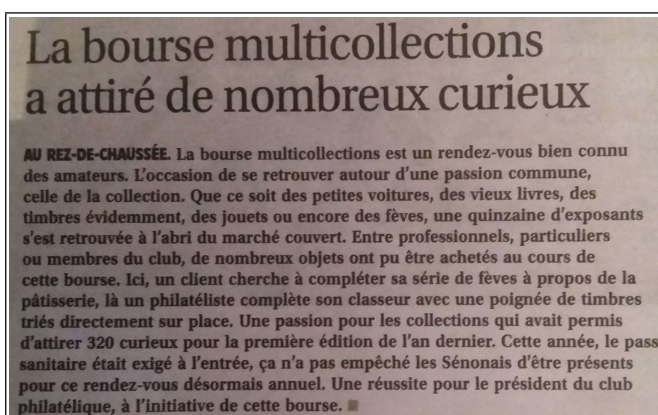 La bourse multicollections
a attiré de nombreux curieux
AU REZ-DE-CHAUSSÉE. La bourse multicollections est un rendez-vous bien connu
des amateurs. L'occasion de se retrouver autour d'une passion commune,
celle de la collection. Que ce soit des petites voitures, des vieux livres, des
timbres évidemment, des jouets ou encore des fèves, une quinzaine d'exposants
s'est retrouvée à l'abri du marché couvert. Entre professionnels, particuliers
ou membres du club, de nombreux objets ont pu être achetés au cours de
cette bourse. Ici, un client cherche à compléter sa série de fèves à propos de la
pâtisserie, là un philatéliste complète son classeur avec une poignée de timbres
triés directement sur place. Une passion pour les collections qui avait permis
d'attirer 320 curieux pour la première édition de l'an dernier. Cette année, le pass
sanitaire était exigé à l'entrée, ça n'a pas empêché les Sénonais d'être présents
pour ce rendez-vous désormais annuel. Une réussite pour le président du club
philatélique, à l'initiative de cette bourse. ■